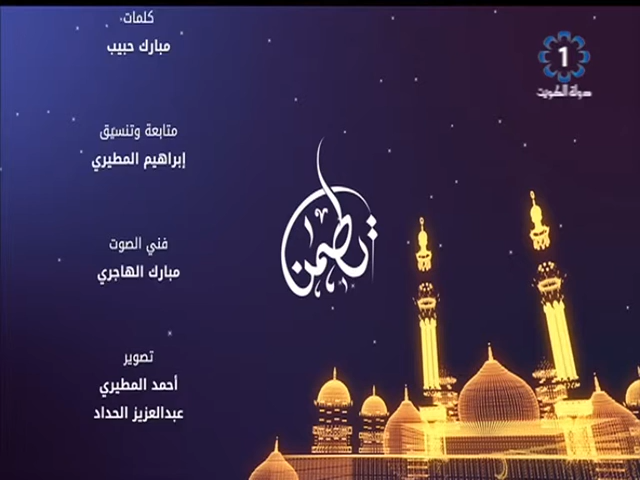 كلمات
مبارك حبيب
متابعة وتنسيق
إبراهيم المطيري
فني الصوت
مبارك الهاجري
تصوير
أحمد المطيري
عبدالعزيز الحداد
تطمن
1
دولة الكويت